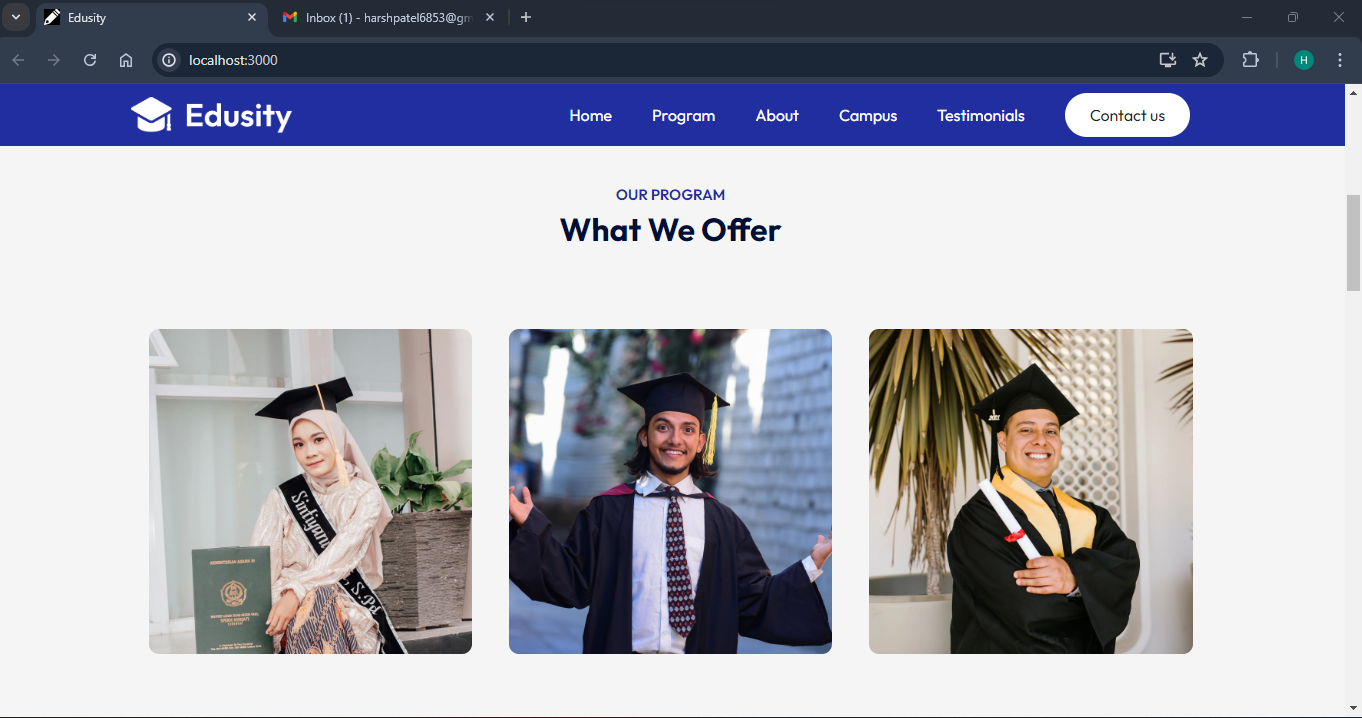 Edusity
Inbox (1) - harshpatel6853@gm
localhost:3000
H
Edusity
Home Program About Campus Testimonials Contact us
OUR PROGRAM
What We Offer
S.Pd